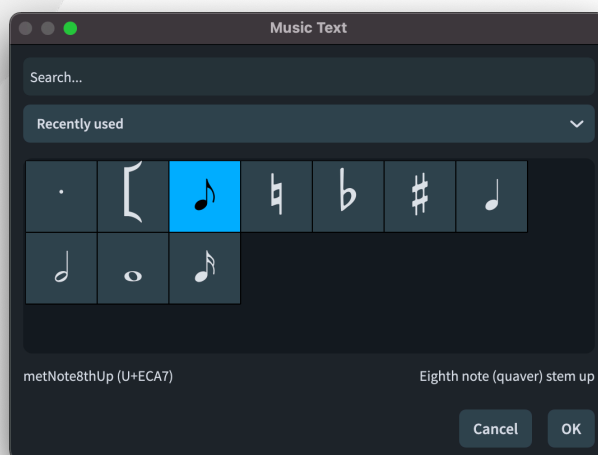 Music Text
Search...
Recently used
metNote8thUp (U+ECA7)
Eighth note (quaver) stem up
Cancel
OK